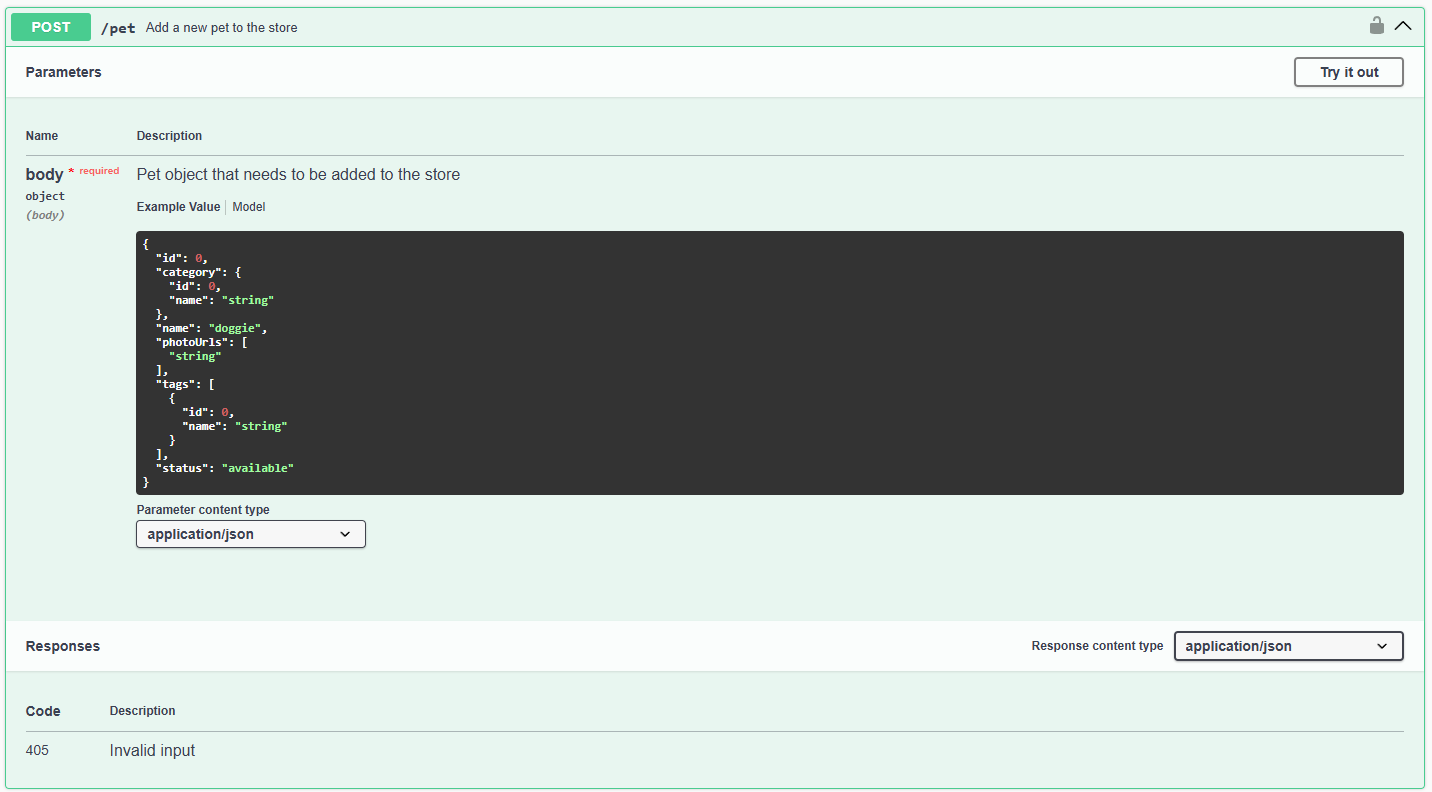 POST /pet Add a new pet to the store
Parameters Try it out
Name Description
body * required Pet object that needs to be added to the store
object
(body)
Example Value Model
{
  "id": 0,
  "category": {
    "id": 0,
    "name": "string"
  },
  "name": "doggie",
  "photoUrls": [
    "string"
  ],
  "tags": [
    {
      "id": 0,
      "name": "string"
    }
  ],
  "status": "available"
}
Parameter content type
application/json
Responses Response content type application/json
Code Description
405 Invalid input